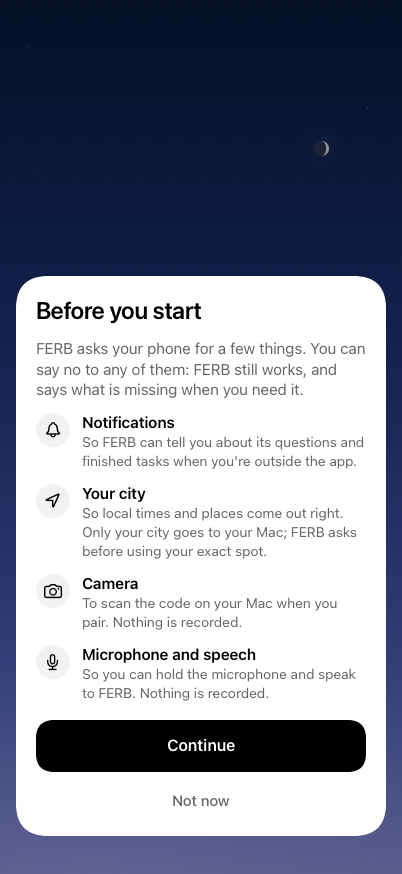 Before you start
FERB asks your phone for a few things. You can
say no to any of them: FERB still works, and
says what is missing when you need it.
Notifications
So FERB can tell you about its questions and
finished tasks when you're outside the app.
Your city
So local times and places come out right.
Only your city goes to your Mac; FERB asks
before using your exact spot.
Camera
To scan the code on your Mac when you
pair. Nothing is recorded.
Microphone and speech
So you can hold the microphone and speak
to FERB. Nothing is recorded.
Continue
Not now